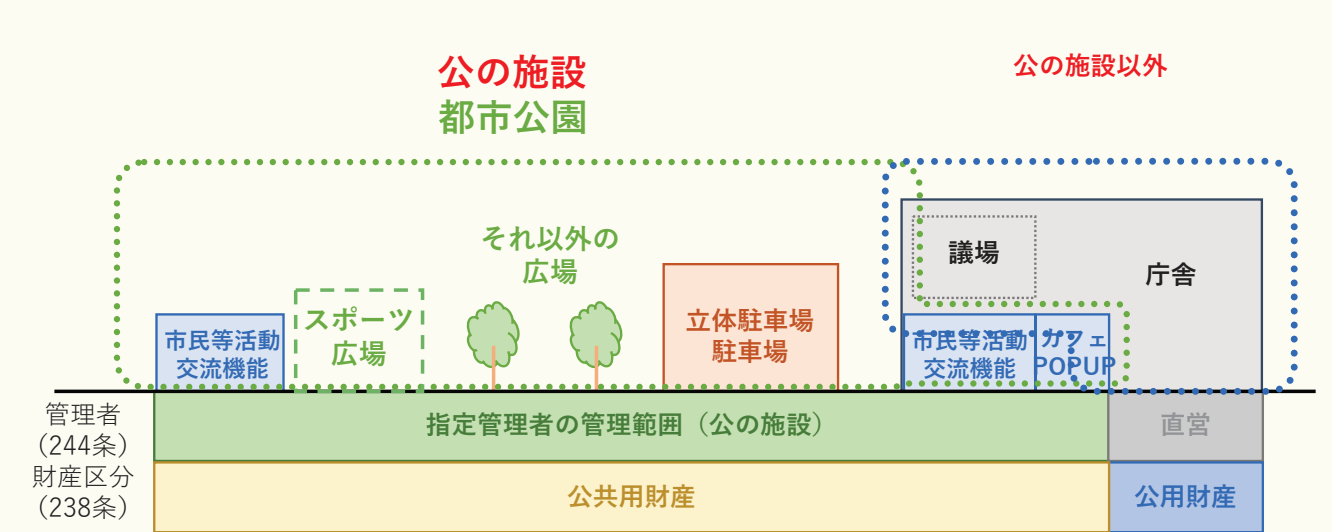 公の施設
都市公園
公の施設以外
それ以外の
広場
議場
庁舎
市民等活動
交流機能
スポーツ
広場
立体駐車場
駐車場
市民等活動
交流機能
カフェ
POPUP
管理者
(244条)
指定管理者の管理範囲（公の施設）
直営
財産区分
(238条)
公共用財産
公用財産